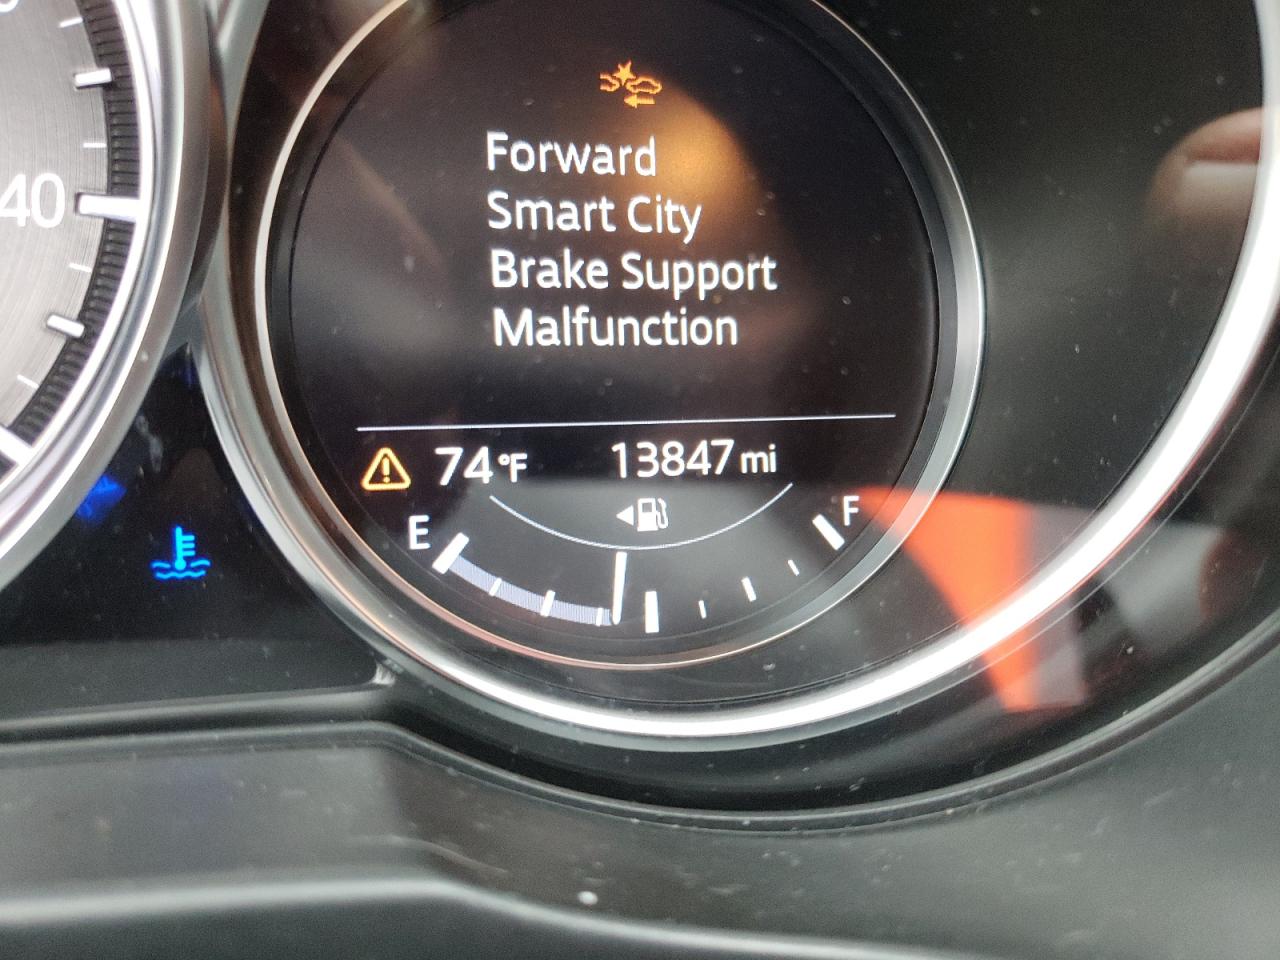 40
Forward
Smart City
Brake Support
Malfunction
74°F 13847 mi
E F